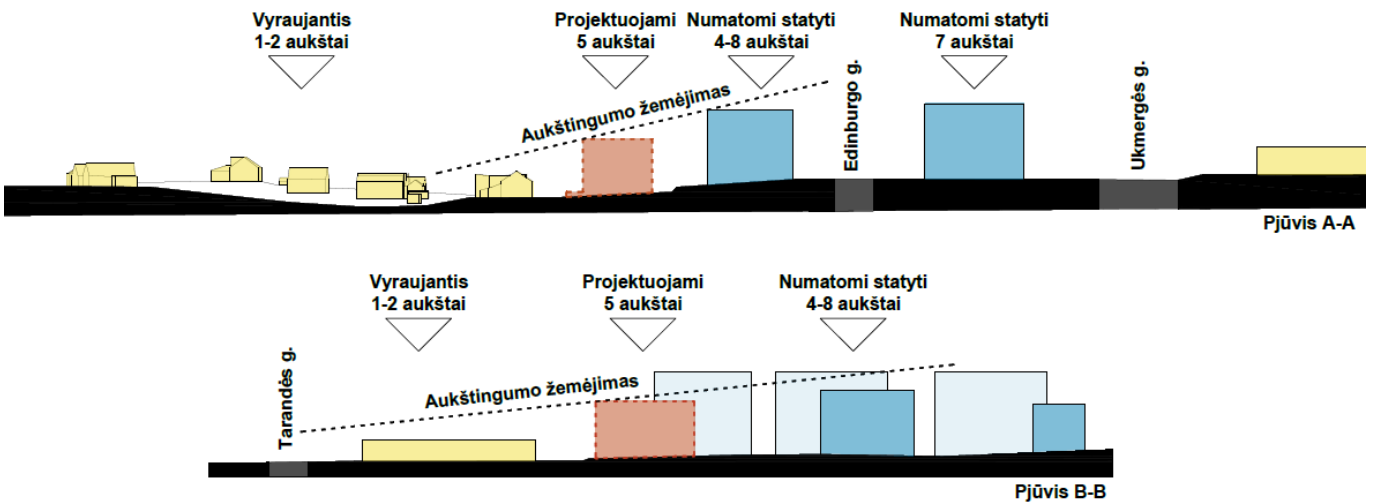 Vyraujantis
1-2 aukštai
Projektuojami
5 aukštai
Numatomi statyti
4-8 aukštai
Numatomi statyti
7 aukštai
Aukštingumo žemėjimas
Edinburgo g.
Ukmergės g.
Pjūvis A-A
Vyraujantis
1-2 aukštai
Projektuojami
5 aukštai
Numatomi statyti
4-8 aukštai
Tarandės g.
Aukštingumo žemėjimas
Pjūvis B-B